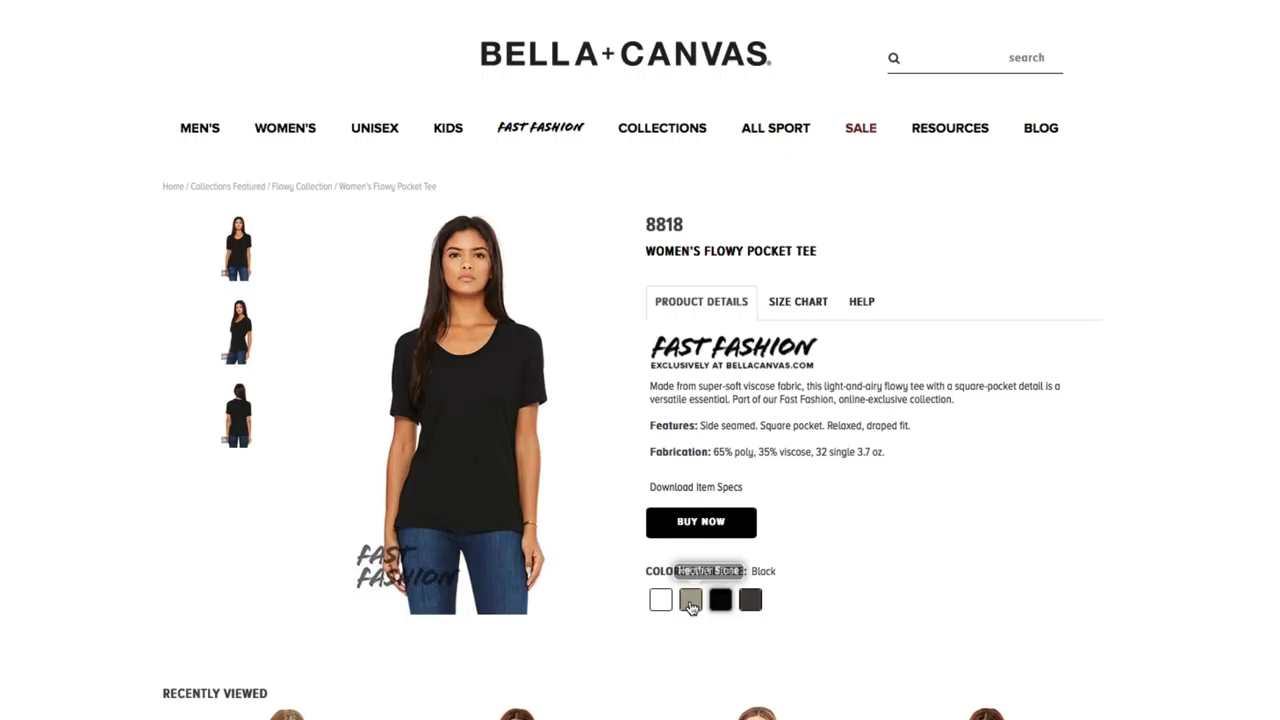 BELLA+CANVAS®
search
MEN'S WOMEN'S UNISEX KIDS FAST FASHION COLLECTIONS ALL SPORT SALE RESOURCES BLOG
Home / Collections Featured / Flowy Collection / Women's Flowy Pocket Tee
8818
WOMEN'S FLOWY POCKET TEE
PRODUCT DETAILS SIZE CHART HELP
FAST FASHION
EXCLUSIVELY AT BELLACANVAS.COM
Made from super-soft viscose fabric, this light-and-airy flowy tee with a square-pocket detail is a
versatile essential. Part of our Fast Fashion, online-exclusive collection.
Features: Side seamed. Square pocket. Relaxed, draped fit.
Fabrication: 65% poly, 35% viscose, 32 single 3.7 oz.
Download Item Specs
BUY NOW
FAST
FASHION
Heather Stone
Black
RECENTLY VIEWED